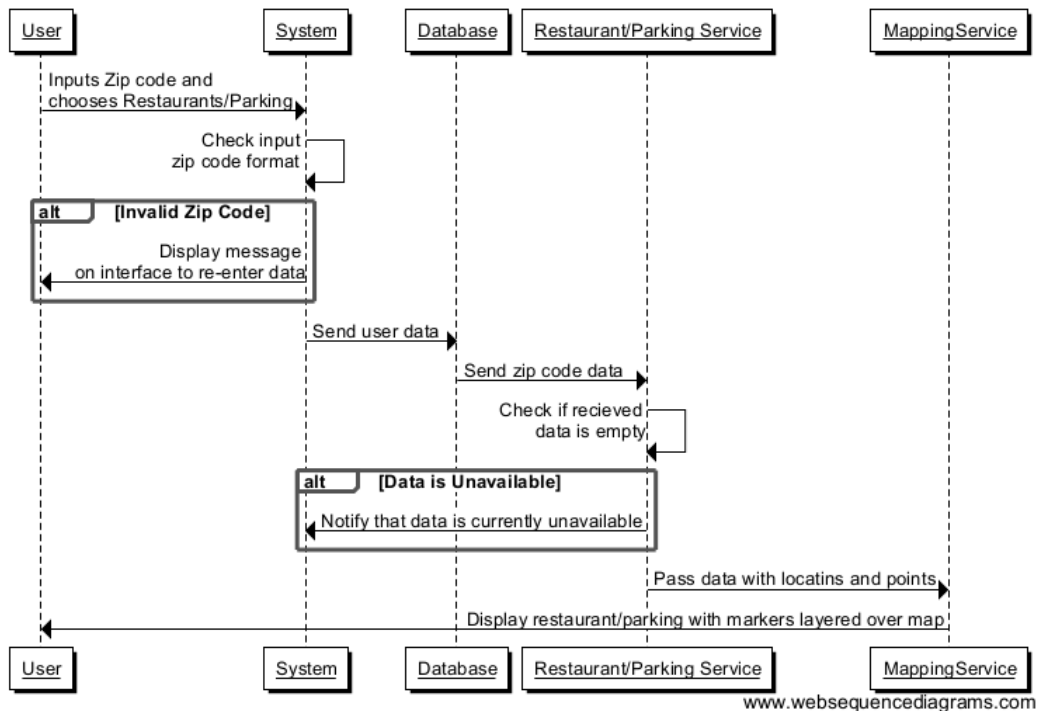 User
System
Database
Restaurant/Parking Service
MappingService
Inputs Zip code and
chooses Restaurants/Parking
Check input
zip code format
alt
[Invalid Zip Code]
Display message
on interface to re-enter data
Send user data
Send zip code data
Check if recieved
data is empty
alt
[Data is Unavailable]
Notify that data is currently unavailable
Pass data with locatins and points
Display restaurant/parking with markers layered over map
User
System
Database
Restaurant/Parking Service
MappingService
www.websequencediagrams.com